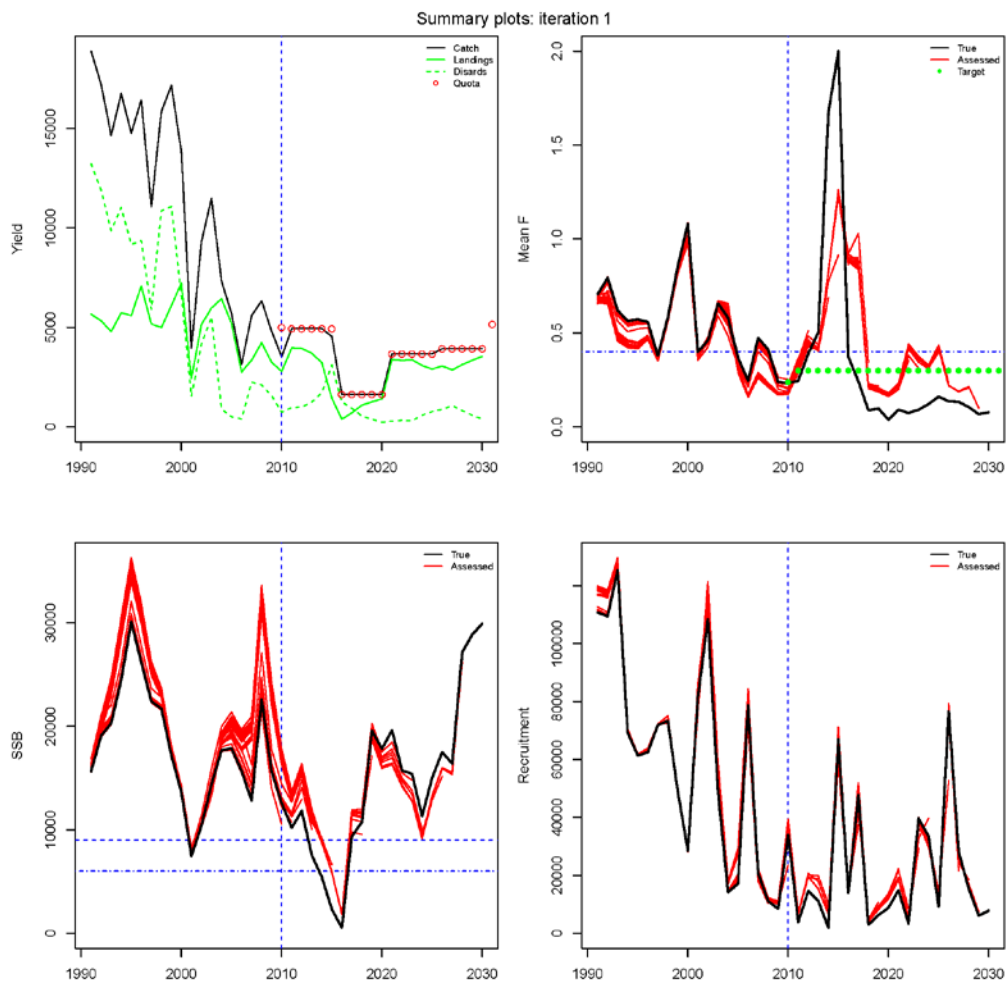 Summary plots: iteration 1
Catch
Landings
Disards
Quota
Yield
15000
10000
5000
0
1990 2000 2010 2020 2030
True
Assessed
Target
Mean F
2.0
1.5
1.0
0.5
0.0
1990 2000 2010 2020 2030
True
Assessed
SSB
30000
20000
10000
0
1990 2000 2010 2020 2030
True
Assessed
Recruitment
100000
80000
60000
40000
20000
0
1990 2000 2010 2020 2030